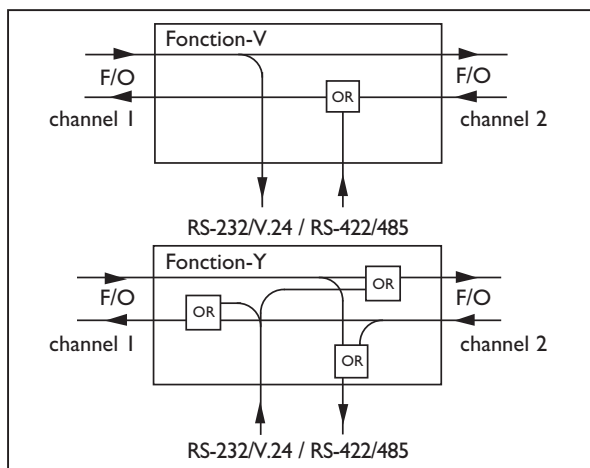 Fonction-V
F/O
F/O
OR
channel 1
channel 2
RS-232/V.24 / RS-422/485
Fonction-Y
OR
F/O
F/O
OR
channel 1
channel 2
OR
RS-232/V.24 / RS-422/485